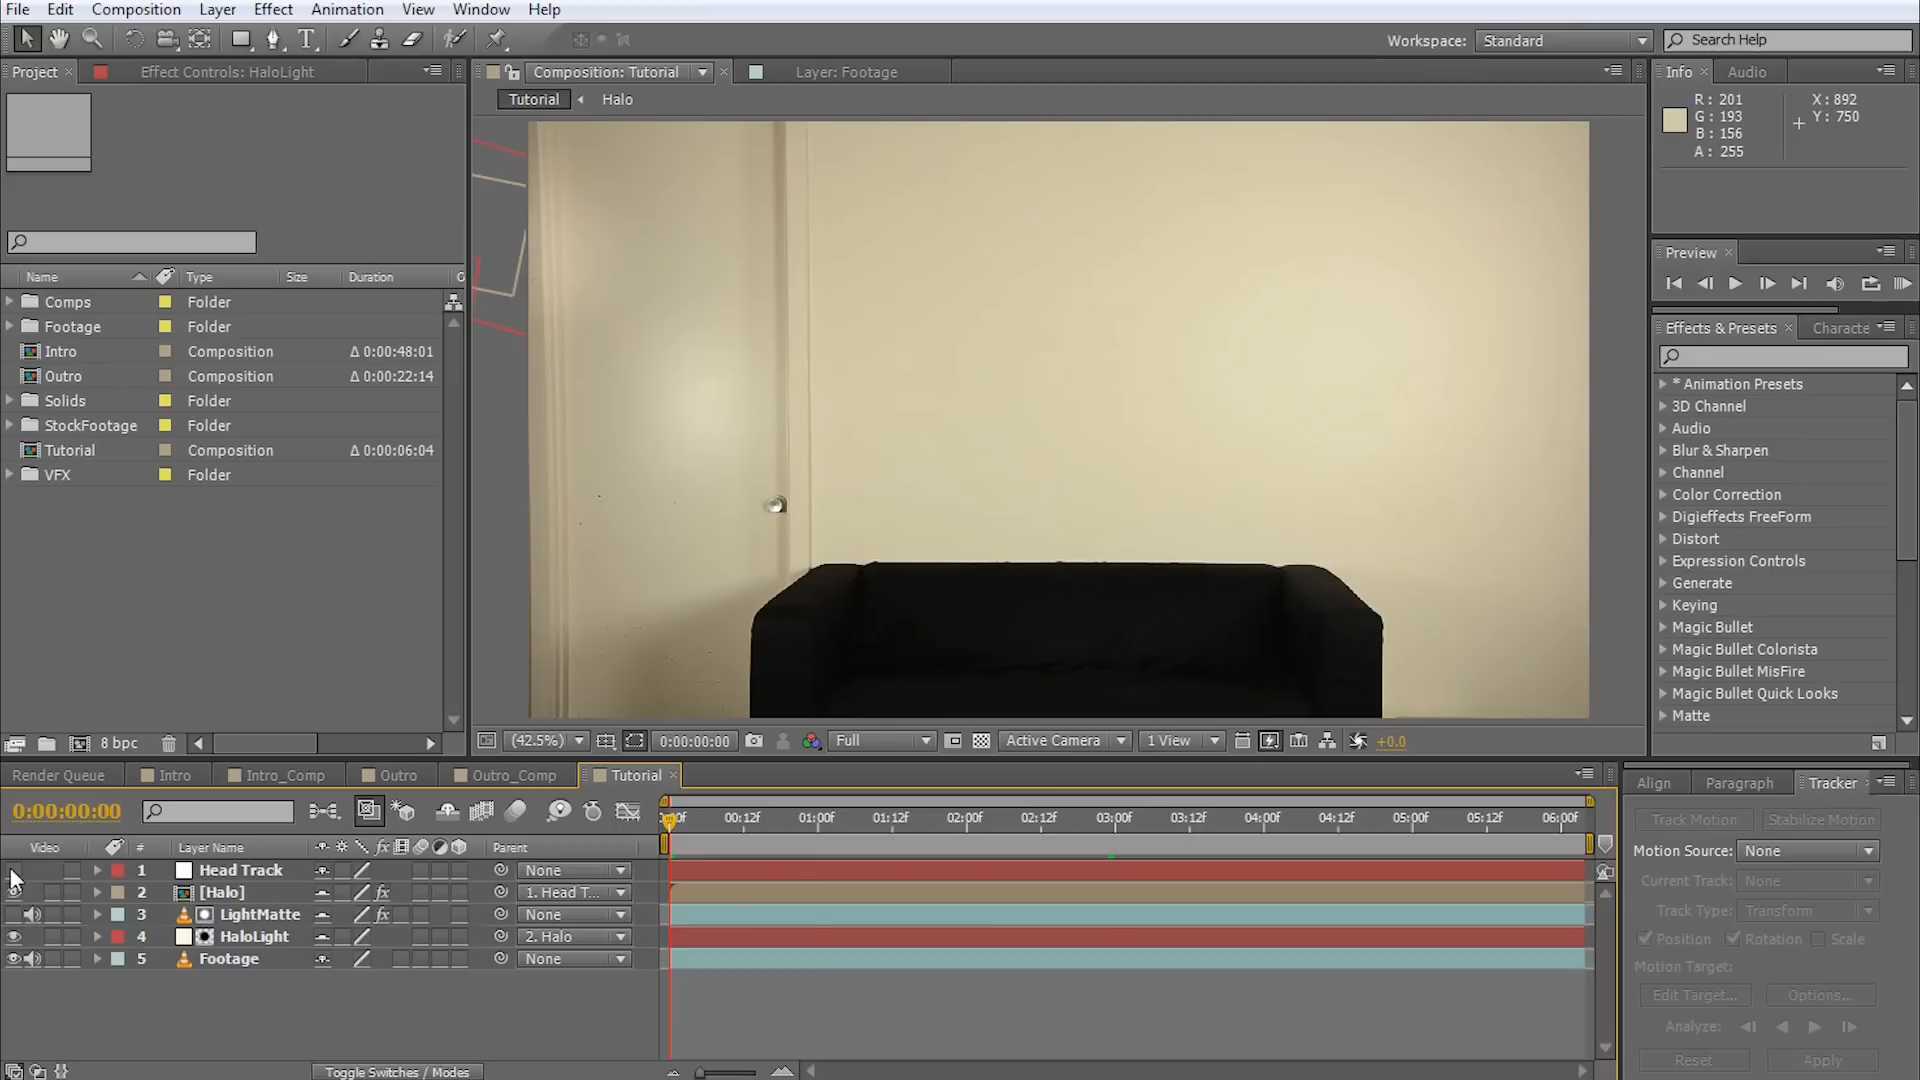 File Edit Composition Layer Effect Animation View Window Help
Workspace: Standard Search Help
Project × Effect Controls: HaloLight
Composition: Tutorial × Layer: Footage
Info × Audio
Tutorial Halo
R: 201 X: 892
G: 193 Y: 750
B: 156
A: 255
Preview ×
Name Type Size Duration
Comps Folder
Footage Folder
Intro Composition Δ 0:00:48:01
Outro Composition Δ 0:00:22:14
Solids Folder
StockFootage Folder
Tutorial Composition Δ 0:00:06:04
VFX Folder
8 bpc
Effects & Presets × Characte
* Animation Presets
3D Channel
Audio
Blur & Sharpen
Channel
Color Correction
Digieffects FreeForm
Distort
Expression Controls
Generate
Keying
Magic Bullet
Magic Bullet Colorista
Magic Bullet MisFire
Magic Bullet Quick Looks
Matte
(42.5%) 0:00:00:00 Full Active Camera 1 View +0.0
Render Queue Intro Intro_Comp Outro Outro_Comp Tutorial ×
0:00:00:00
00f 00:12f 01:00f 01:12f 02:00f 02:12f 03:00f 03:12f 04:00f 04:12f 05:00f 05:12f 06:00f
Video # Layer Name fx Parent
1 Head Track None
2 [Halo] fx 1. Head T...
3 LightMatte fx None
4 HaloLight 2. Halo
5 Footage None
Toggle Switches / Modes
Align Paragraph Tracker ×
Track Motion Stabilize Motion
Motion Source: None
Current Track: None
Track Type: Transform
Position Rotation Scale
Motion Target:
Edit Target... Options...
Analyze:
Reset Apply